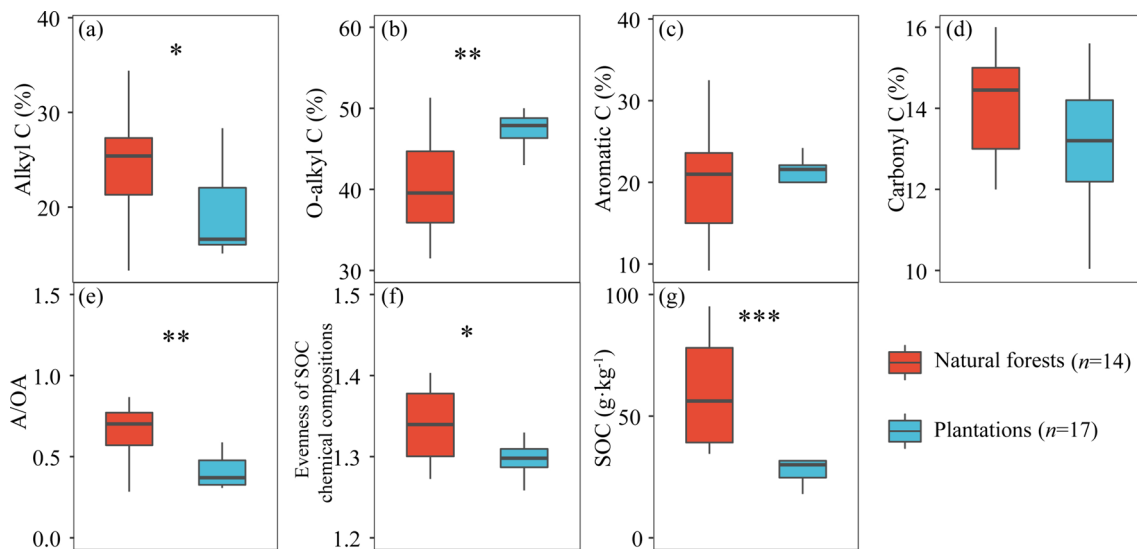 (a)
*
Alkyl C (%)
40
30
20
(b)
**
O-alkyl C (%)
60
50
40
30
(c)
Aromatic C (%)
40
30
20
10
(d)
Carbonyl C (%)
16
14
12
10
(e)
**
A/OA
1.5
1.0
0.5
0.0
(f)
*
Evenness of SOC
chemical compositions
1.5
1.4
1.3
1.2
(g)
***
SOC (g·kg⁻¹)
100
50
0
Natural forests (n=14)
Plantations (n=17)